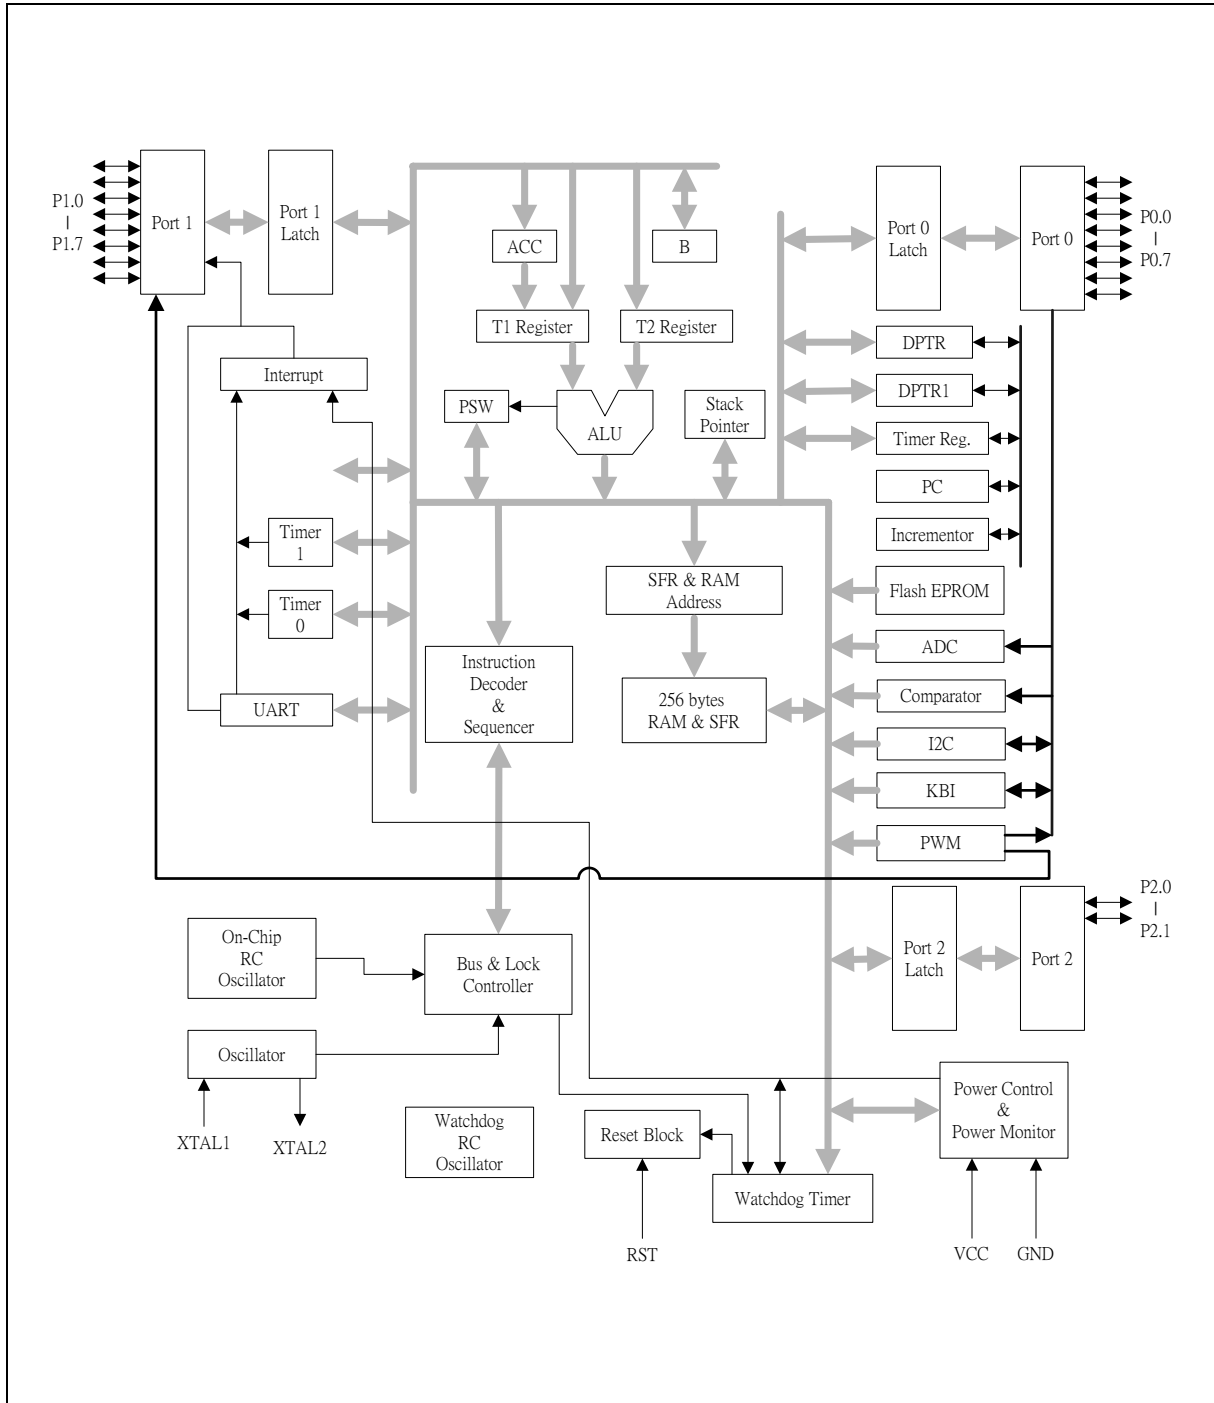 P1.0
|
P1.7
Port 1
Port 1
Latch
ACC
B
T1 Register
T2 Register
Port 0
Latch
Port 0
P0.0
|
P0.7
Interrupt
PSW
ALU
Stack
Pointer
DPTR
DPTR1
Timer Reg.
PC
Incrementor
Timer
1
Timer
0
UART
SFR & RAM
Address
Instruction
Decoder
&
Sequencer
256 bytes
RAM & SFR
Flash EPROM
ADC
Comparator
I2C
KBI
PWM
P2.0
|
P2.1
Port 2
Latch
Port 2
On-Chip
RC
Oscillator
Bus & Lock
Controller
Oscillator
XTAL1
XTAL2
Watchdog
RC
Oscillator
Reset Block
RST
Watchdog Timer
Power Control
&
Power Monitor
VCC
GND